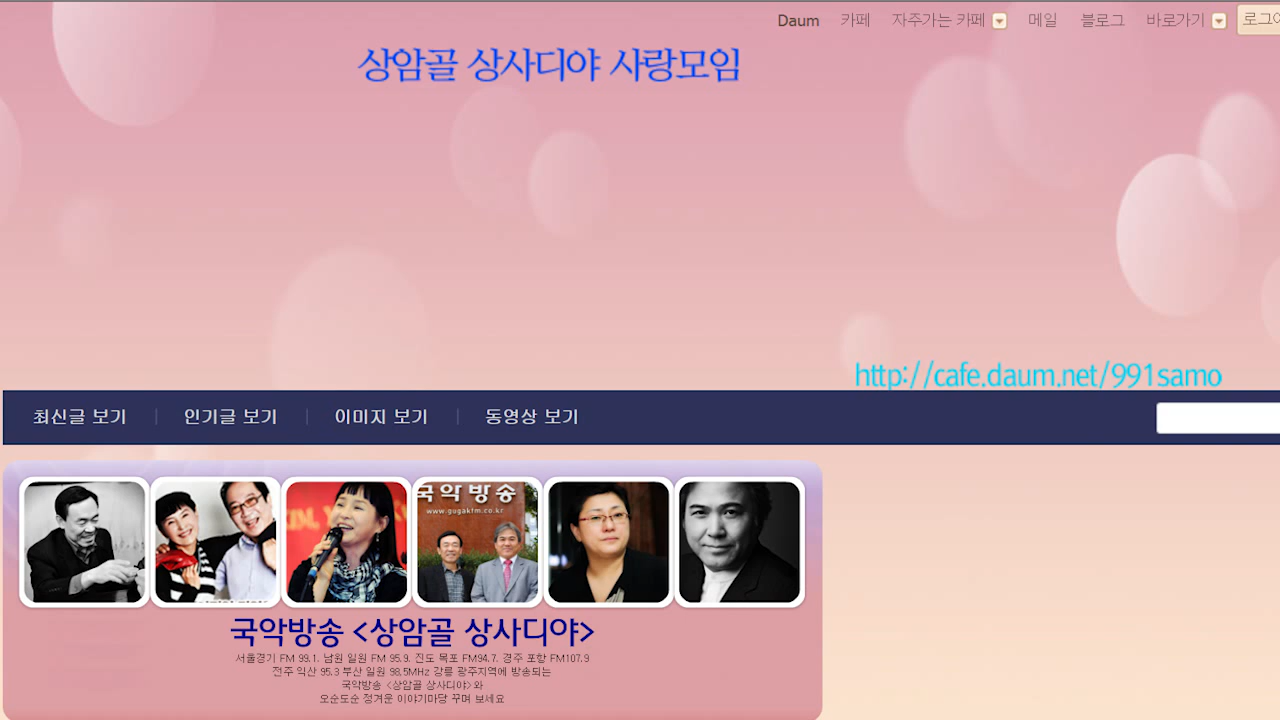 Daum 카페 자주가는 카페 메일 블로그 바로가기
상암골 상사디야 사랑모임
http://cafe.daum.net/991samo
최신글 보기 | 인기글 보기 | 이미지 보기 | 동영상 보기
국악방송
www.gugakfm.co.kr
국악방송 <상암골 상사디야>
서울경기 FM 99.1. 남원 일원 FM 95.9. 진도 목포 FM94.7. 경주 포항 FM107.9
전주 익산 95.3 부산 일원 98.5MHz 강릉 광주지역에 방송되는
국악방송 <상암골 상사디야>와
오순도순 정겨운 이야기마당 꾸며 보세요